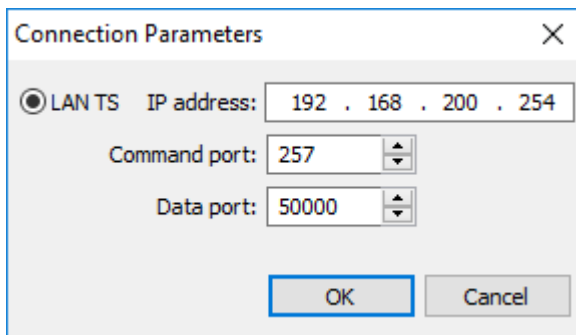 Connection Parameters
LAN TS IP address: 192 . 168 . 200 . 254
Command port: 257
Data port: 50000
OK Cancel